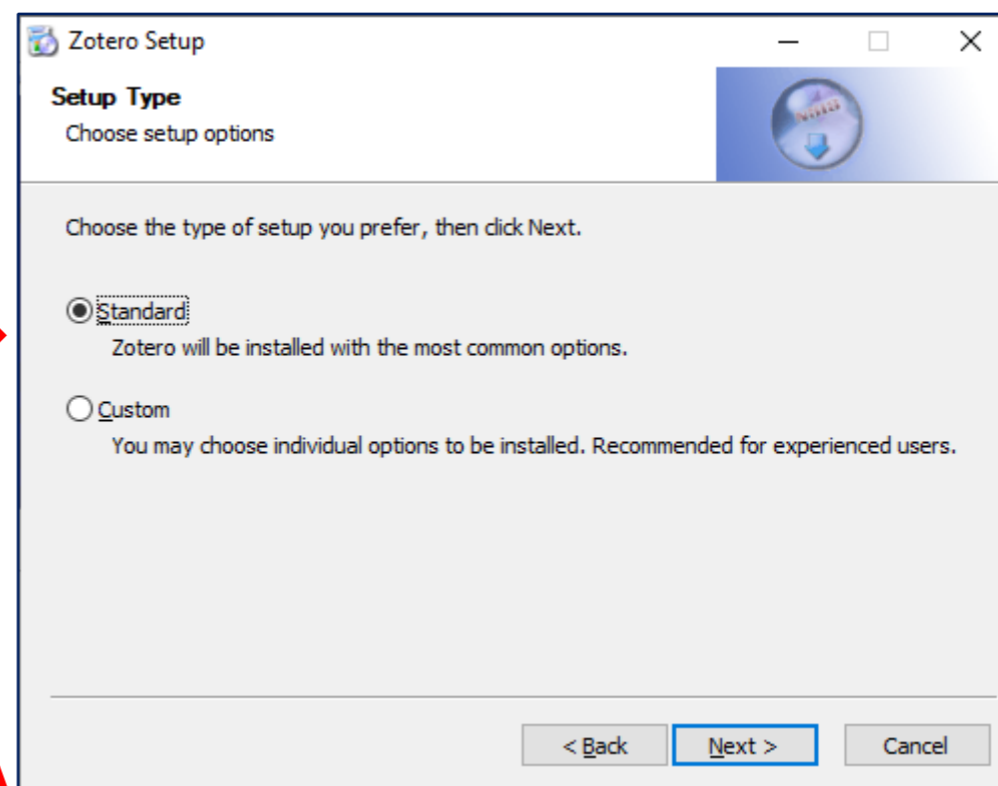 Zotero Setup
Setup Type
Choose setup options
Choose the type of setup you prefer, then click Next.
Standard
Zotero will be installed with the most common options.
Custom
You may choose individual options to be installed. Recommended for experienced users.
< Back Next > Cancel